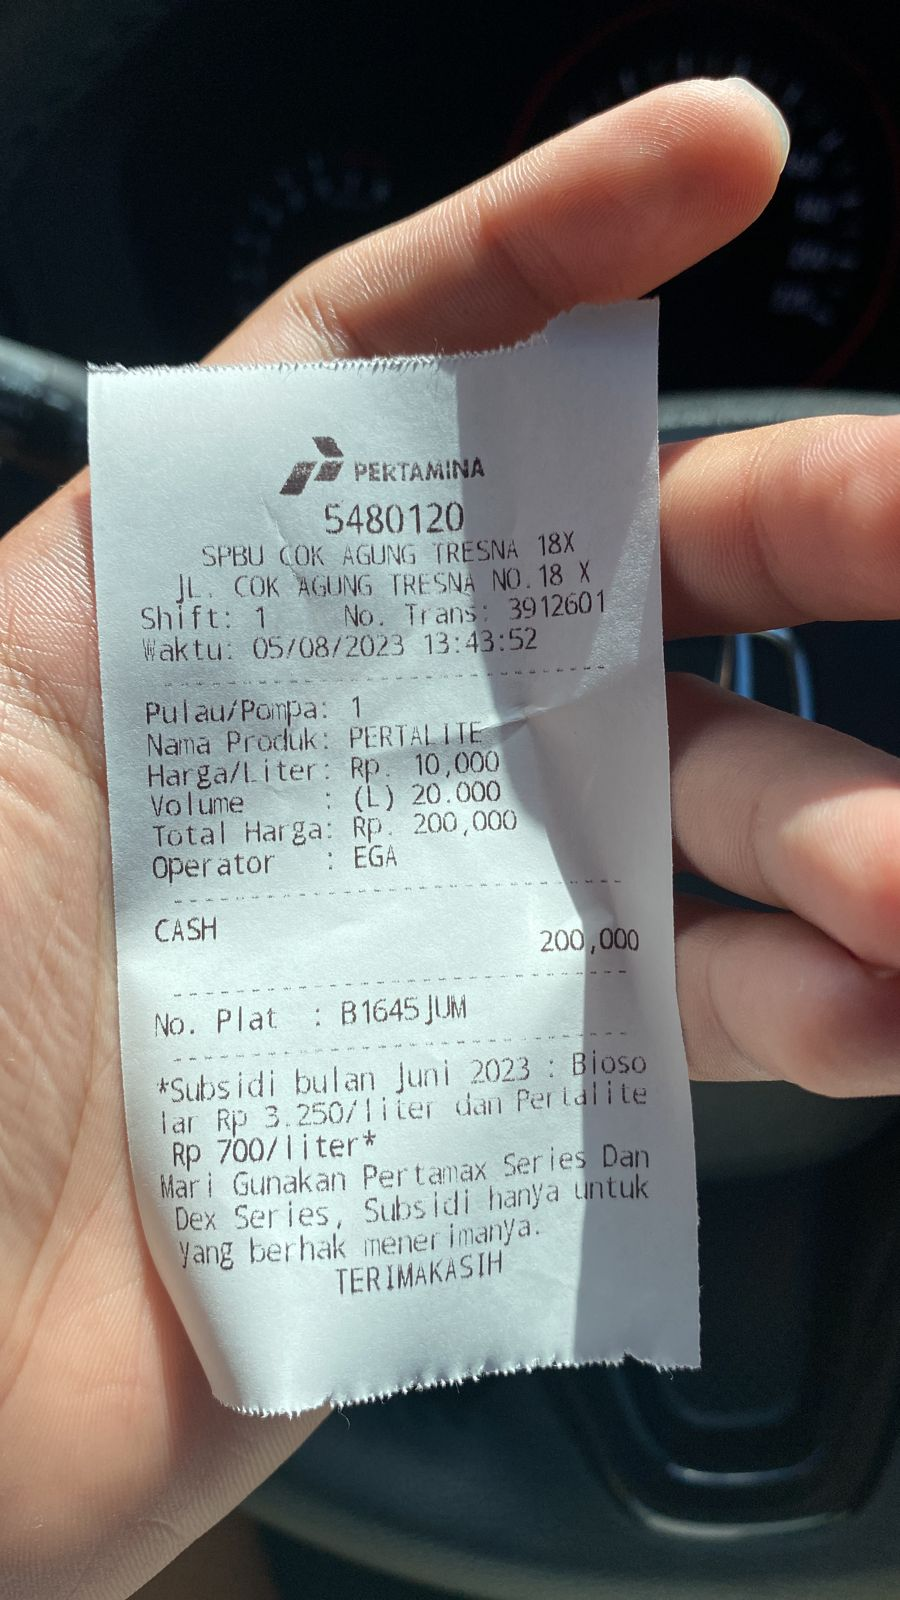 PERTAMINA
5480120
SPBU COK AGUNG TRESNA 18X
JL. COK AGUNG TRESNA NO.18 X
Shift: 1 No. Trans: 3912601
Waktu: 05/08/2023 13:43:52
Pulau/Pompa: 1
Nama Produk: PERTALITE
Harga/Liter: Rp. 10,000
Volume : (L) 20.000
Total Harga: Rp. 200,000
Operator : EGA
CASH
200,000
No. Plat : B1645JUM
*Subsidi bulan Juni 2023 : Bioso
lar Rp 3.250/liter dan Pertalite
Rp 700/liter*
Mari Gunakan Pertamax Series Dan
Dex Series, Subsidi hanya untuk
yang berhak menerimanya.
TERIMAKASIH